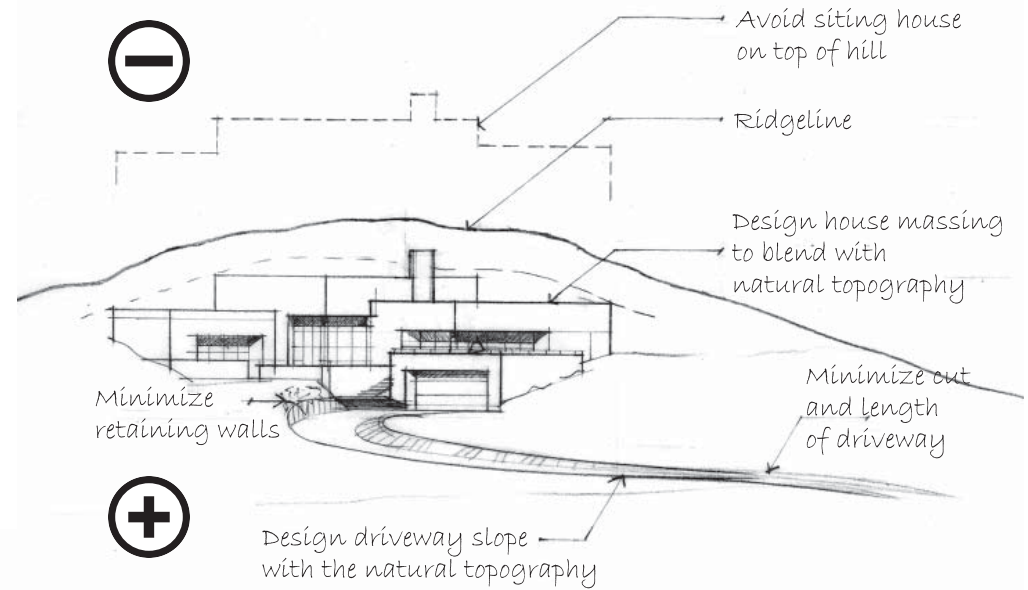 Avoid siting house
on top of hill
Ridgeline
Design house massing
to blend with
natural topography
Minimize cut
and length
of driveway
Minimize
retaining walls
Design driveway slope
with the natural topography